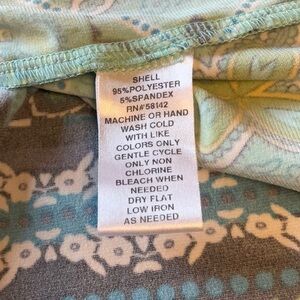 SHELL
95%POLYESTER
5%SPANDEX
RN#58142
MACHINE OR HAND
WASH COLD
WITH LIKE
COLORS ONLY
GENTLE CYCLE
ONLY NON
CHLORINE
BLEACH WHEN
NEEDED
DRY FLAT
LOW IRON
AS NEEDED